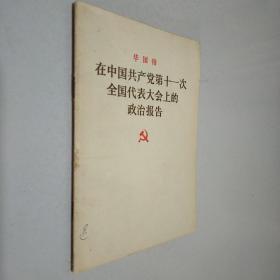 华国锋
在中国共产党第十一次
全国代表大会上的
政治报告